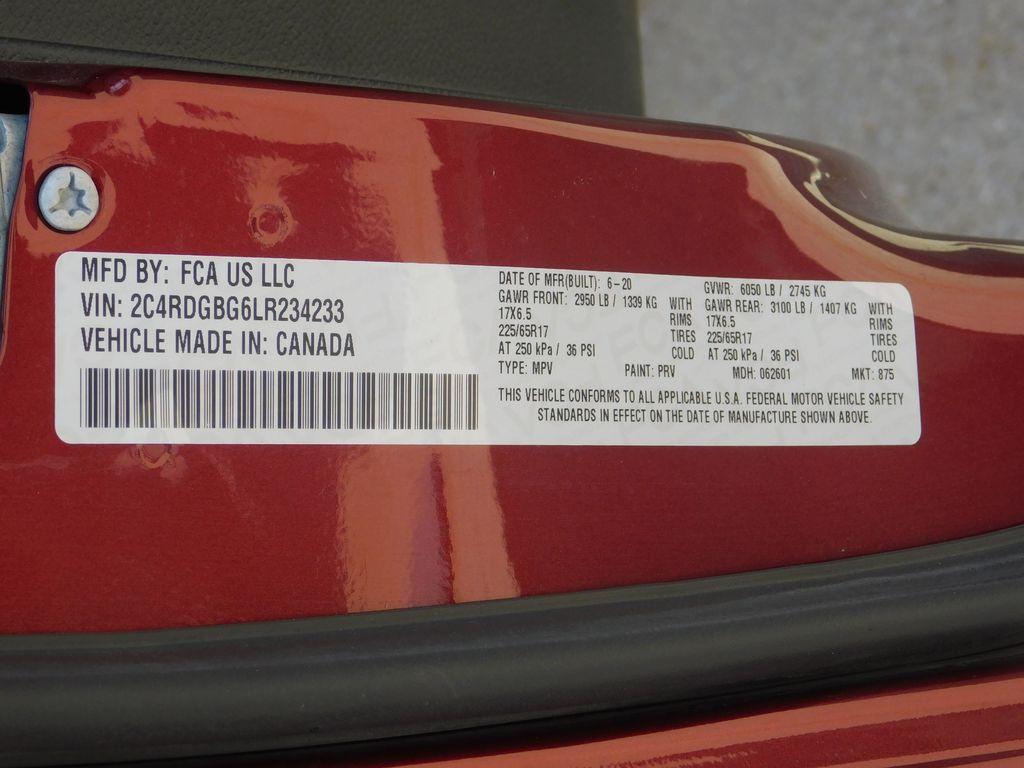 MFD BY: FCA US LLC
VIN: 2C4RDGBG6LR234233
VEHICLE MADE IN: CANADA
DATE OF MFR(BUILT): 6-20 GVWR: 6050 LB / 2745 KG
GAWR FRONT: 2950 LB / 1339 KG WITH GAWR REAR: 3100 LB / 1407 KG WITH
17X6.5 RIMS 17X6.5 RIMS
225/65R17 TIRES 225/65R17 TIRES
AT 250 kPa / 36 PSI COLD AT 250 kPa / 36 PSI COLD
TYPE: MPV PAINT: PRV MDH: 062601 MKT: 875
THIS VEHICLE CONFORMS TO ALL APPLICABLE U.S.A. FEDERAL MOTOR VEHICLE SAFETY
STANDARDS IN EFFECT ON THE DATE OF MANUFACTURE SHOWN ABOVE.